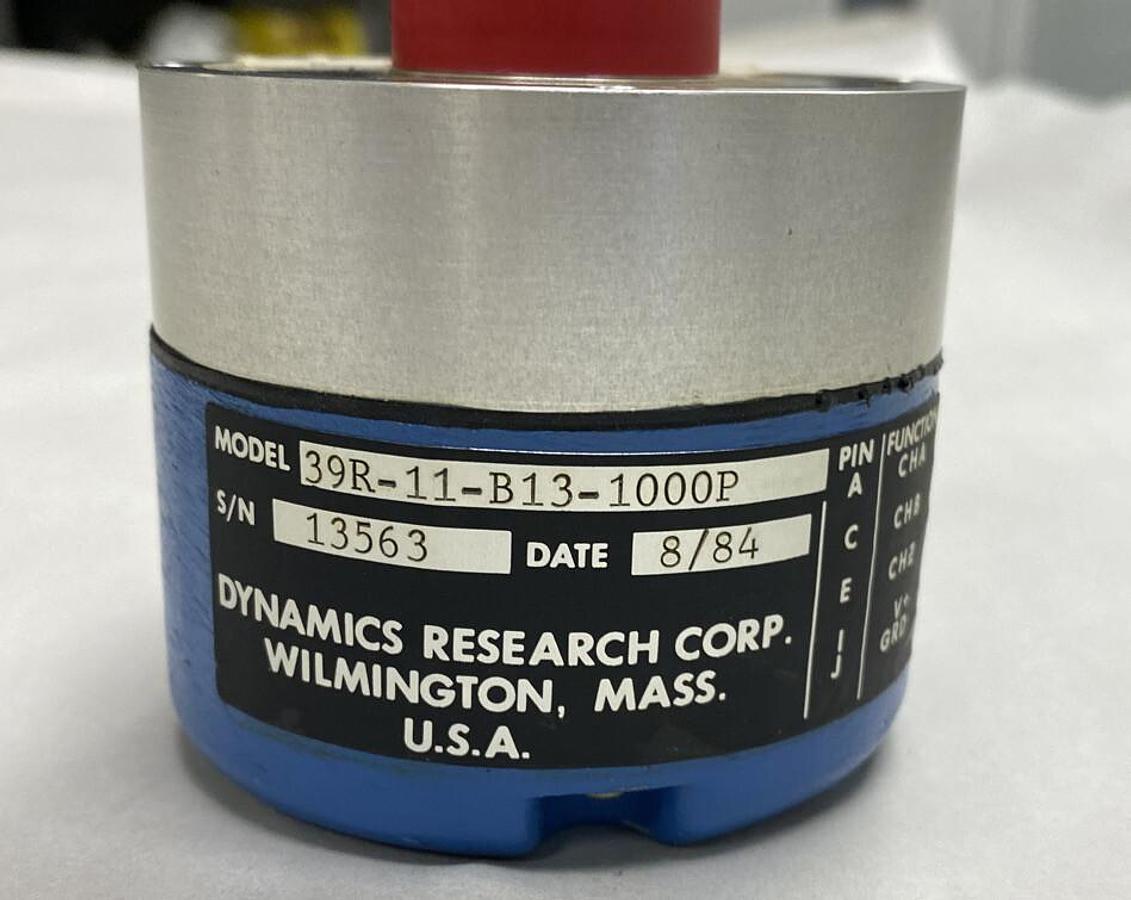 MODEL 39R-11-B13-1000P
S/N 13563 DATE 8/84
DYNAMICS RESEARCH CORP.
WILMINGTON, MASS.
U.S.A.
PIN FUNCTION
A CHA
C CHB
E CHZ
I V+
J GRD